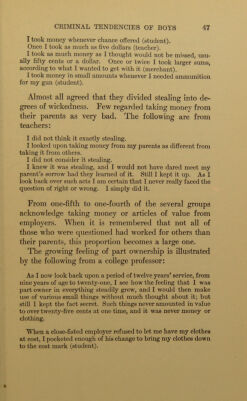 CRIMINAL TENDENCIES OF BOYS 47
I took money whenever chance offered (student).
Once I took as much as five dollars (teacher).
I took as much money as I thought would not be missed, usu-
ally fifty cents or a dollar. Once or twice I took larger sums,
according to what I wanted to get with it (merchant).
I took money in small amounts whenever I needed ammunition
for my gun (student).
Almost all agreed that they divided stealing into de-
grees of wickedness. Few regarded taking money from
their parents as very bad. The following are from
teachers:
I did not think it exactly stealing.
I looked upon taking money from my parents as different from
taking it from others.
I did not consider it stealing.
I knew it was stealing, and I would not have dared meet my
parent's sorrow had they learned of it. Still I kept it up. As I
look back over such acts I am certain that I never really faced the
question of right or wrong. I simply did it.
From one-fifth to one-fourth of the several groups
acknowledge taking money or articles of value from
employers. When it is remembered that not all of
those who were questioned had worked for others than
their parents, this proportion becomes a large one.
The growing feeling of part ownership is illustrated
by the following from a college professor:
As I now look back upon a period of twelve years' service, from
nine years of age to twenty-one, I see how the feeling that I was
part owner in everything steadily grew, and I would then make
use of various small things without much thought about it; but
still I kept the fact secret. Such things never amounted in value
to over twenty-five cents at one time, and it was never money or
clothing.
When a close-fisted employer refused to let me have my clothes
at cost, I pocketed enough of his change to bring my clothes down
to the cost mark (student).